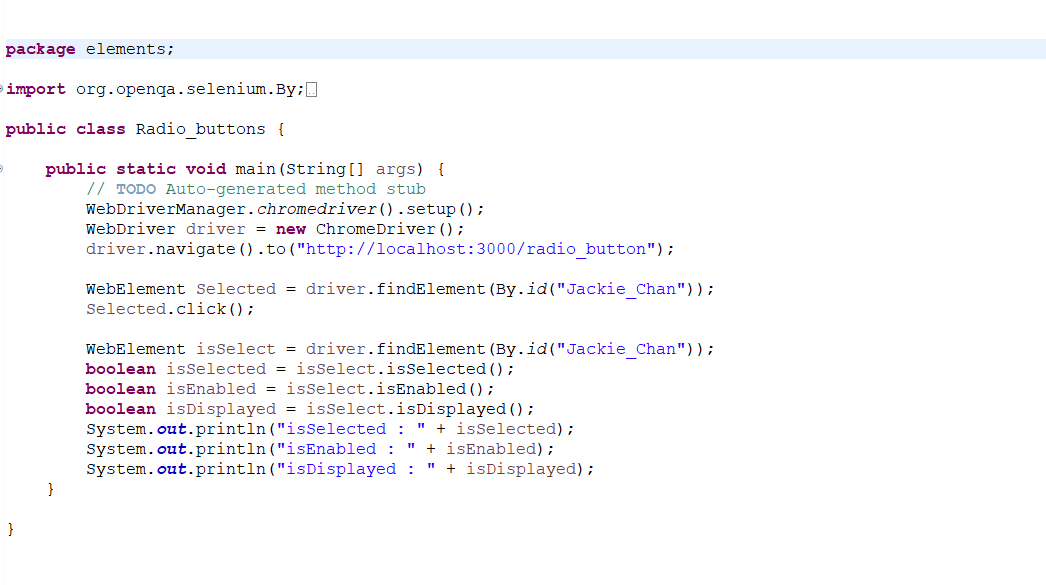 package elements;
import org.openqa.selenium.By;
public class Radio_buttons {
public static void main(String[] args) {
// TODO Auto-generated method stub
WebDriverManager.chromedriver().setup();
WebDriver driver = new ChromeDriver();
driver.navigate().to("http://localhost:3000/radio_button");
WebElement Selected = driver.findElement(By.id("Jackie_Chan"));
Selected.click();
WebElement isSelect = driver.findElement(By.id("Jackie_Chan"));
boolean isSelected = isSelect.isSelected();
boolean isEnabled = isSelect.isEnabled();
boolean isDisplayed = isSelect.isDisplayed();
System.out.println("isSelected : " + isSelected);
System.out.println("isEnabled : " + isEnabled);
System.out.println("isDisplayed : " + isDisplayed);
}
}